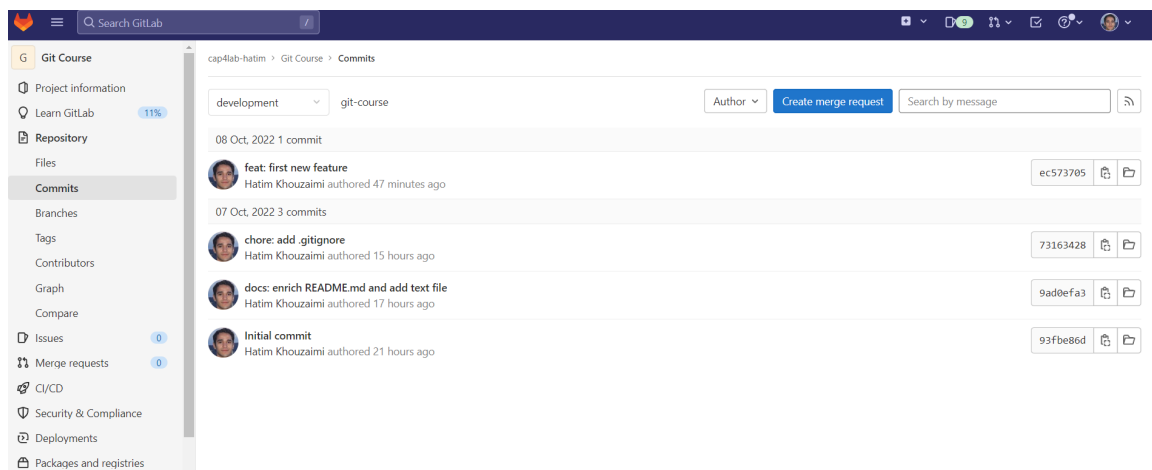 Search GitLab /
9
G Git Course
Project information
Learn GitLab 11%
Repository
Files
Commits
Branches
Tags
Contributors
Graph
Compare
Issues 0
Merge requests 0
CI/CD
Security & Compliance
Deployments
Packages and registries
cap4lab-hatim > Git Course > Commits
development git-course Author Create merge request Search by message
08 Oct, 2022 1 commit
feat: first new feature
Hatim Khouzaimi authored 47 minutes ago
ec573705
07 Oct, 2022 3 commits
chore: add .gitignore
Hatim Khouzaimi authored 15 hours ago
73163428
docs: enrich README.md and add text file
Hatim Khouzaimi authored 17 hours ago
9ad0efa3
Initial commit
Hatim Khouzaimi authored 21 hours ago
93fbe86d